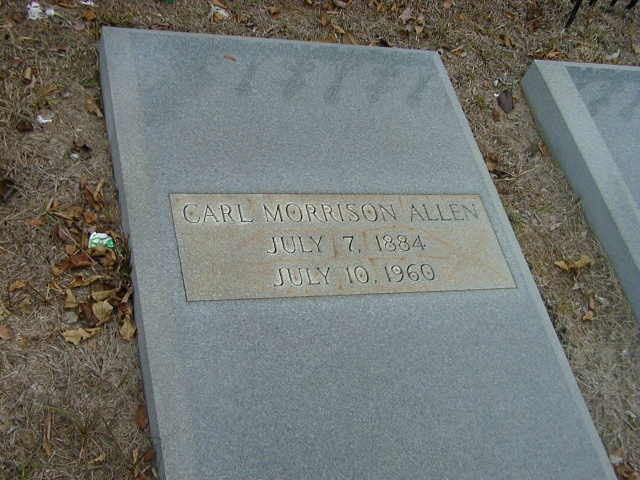 CARL MORRISON ALLEN
JULY 7, 1884
JULY 10, 1960